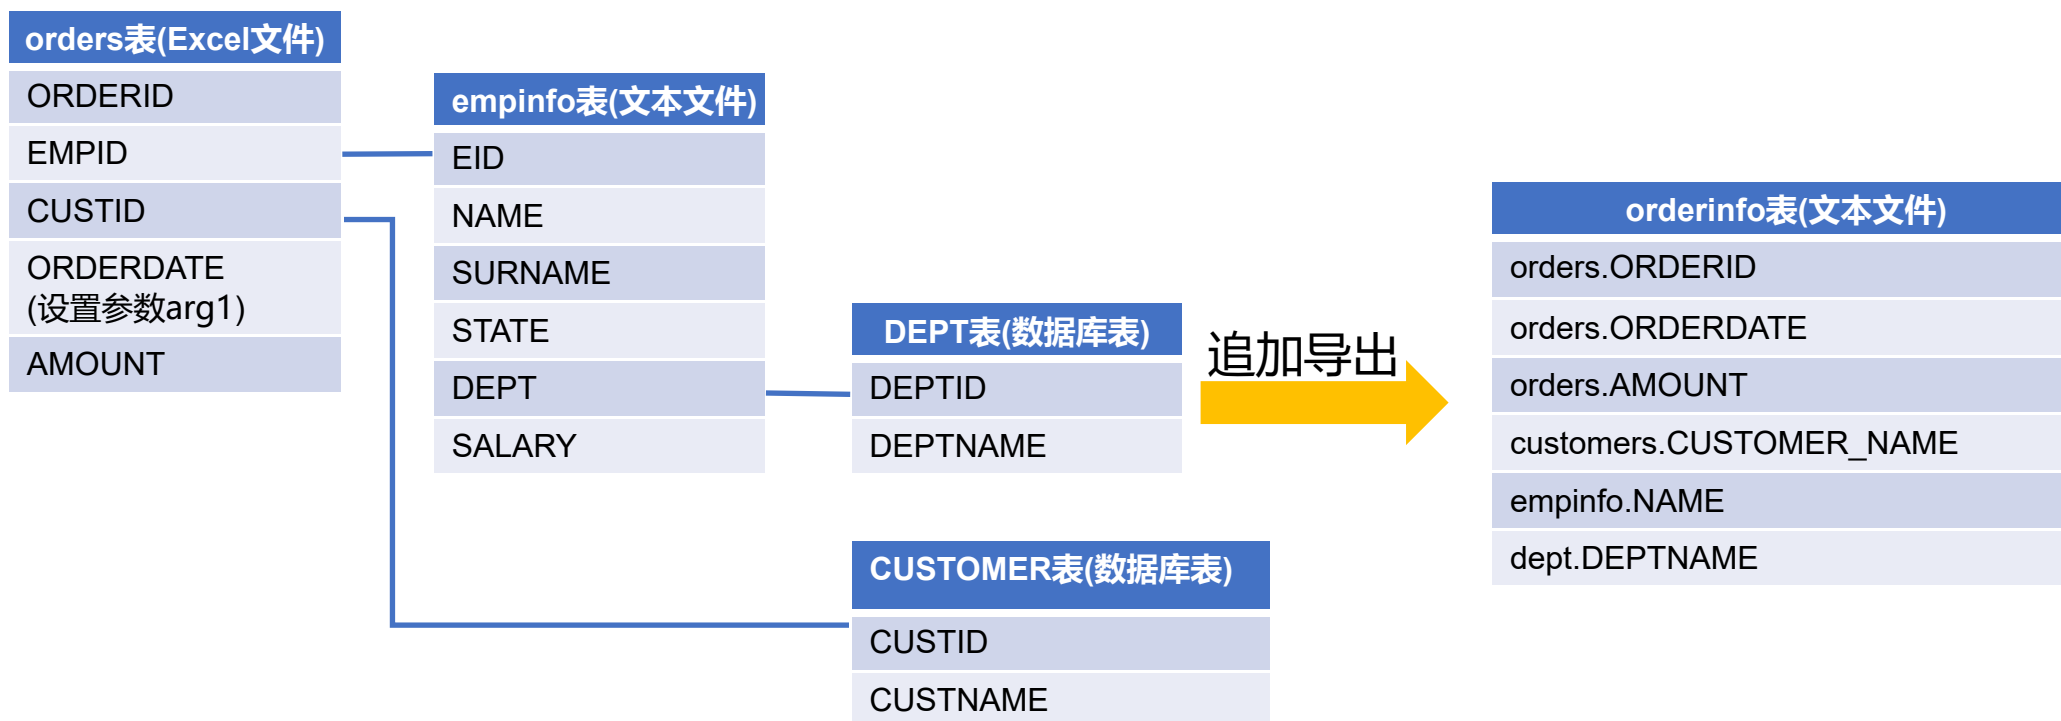 orders表(Excel文件)
ORDERID
EMPID
CUSTID
ORDERDATE
(设置参数arg1)
AMOUNT
empinfo表(文本文件)
EID
NAME
SURNAME
STATE
DEPT
SALARY
DEPT表(数据库表)
DEPTID
DEPTNAME
CUSTOMER表(数据库表)
CUSTID
CUSTNAME
追加导出
orderinfo表(文本文件)
orders.ORDERID
orders.ORDERDATE
orders.AMOUNT
customers.CUSTOMER_NAME
empinfo.NAME
dept.DEPTNAME